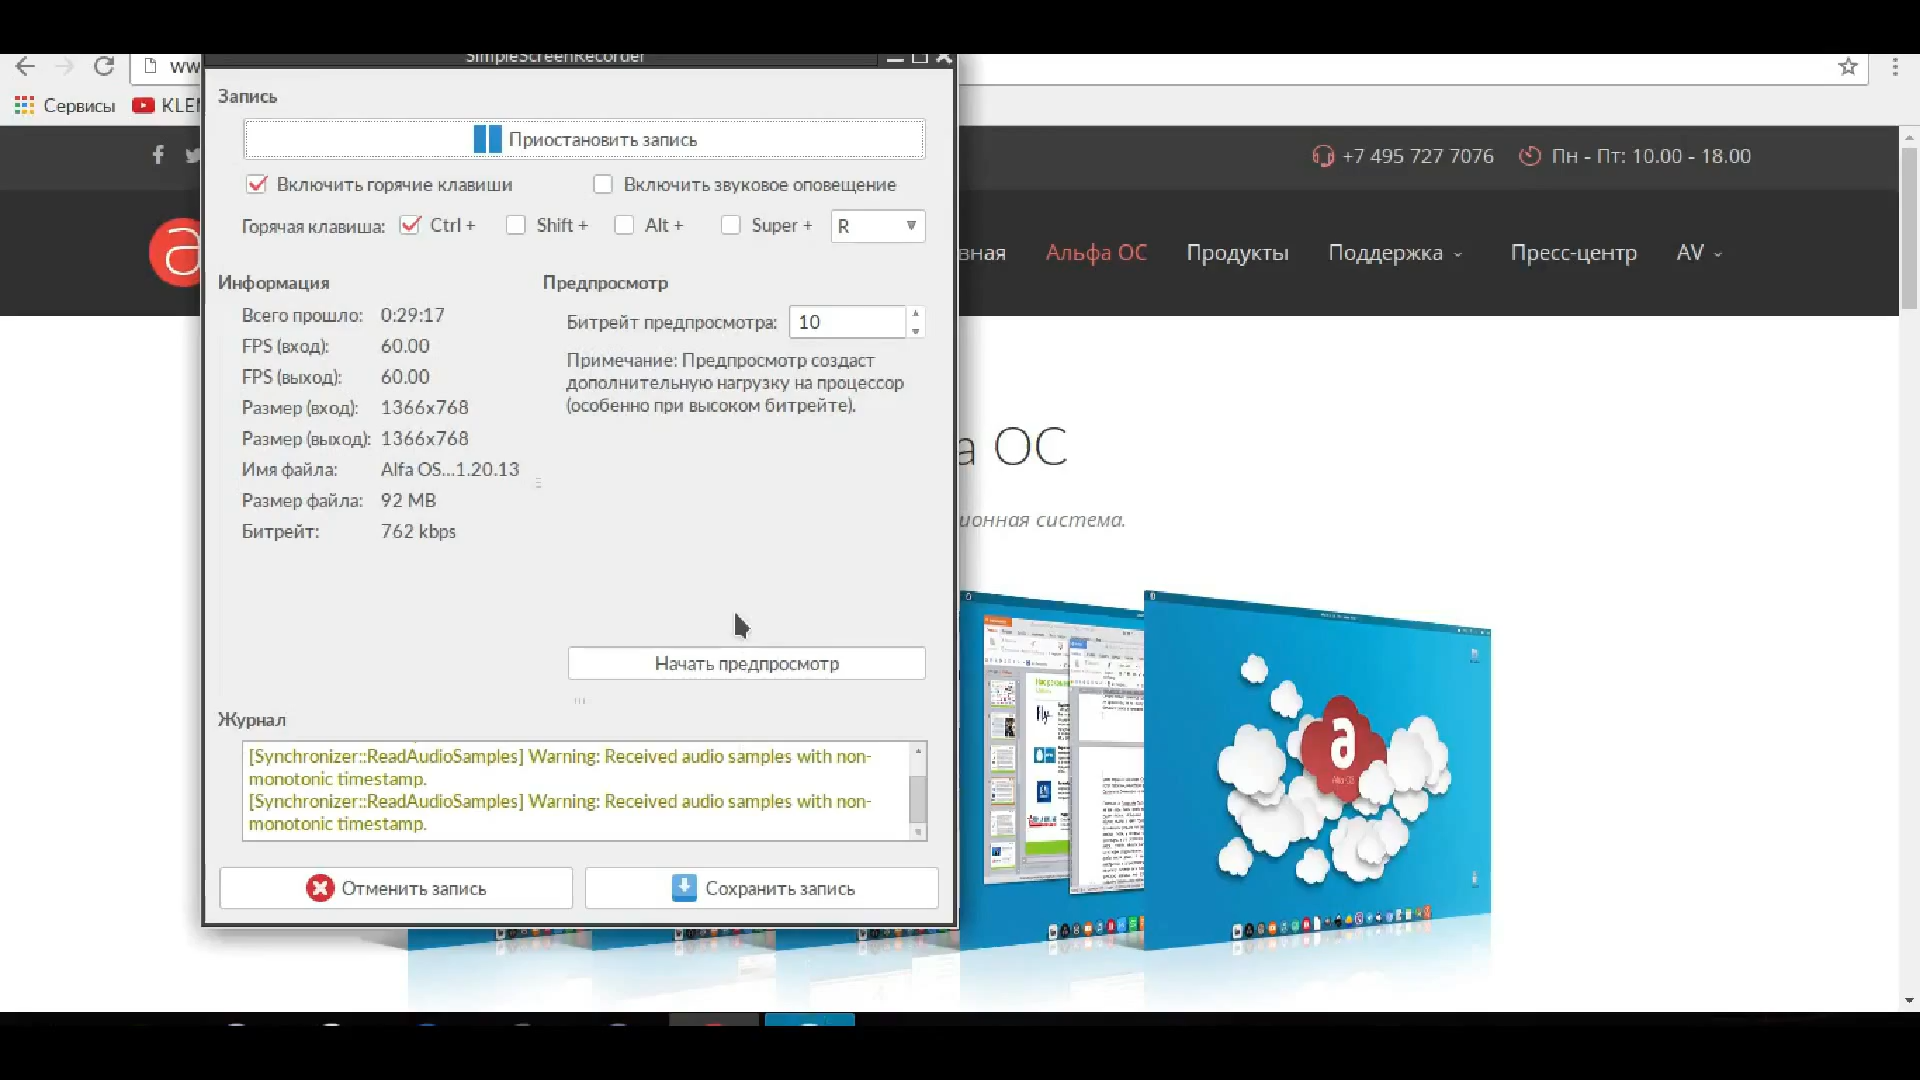 SimpleScreenRecorder
ww
Сервисы
KLE
Запись
Приостановить запись
Включить горячие клавиши
Включить звуковое оповещение
Горячая клавиша: Ctrl + Shift + Alt + Super + R
+7 495 727 7076
Пн - Пт: 10.00 - 18.00
вная Альфа ОС Продукты Поддержка Пресс-центр AV
Информация
Всего прошло: 0:29:17
FPS (вход): 60.00
FPS (выход): 60.00
Размер (вход): 1366x768
Размер (выход): 1366x768
Имя файла: Alfa OS...1.20.13
Размер файла: 92 MB
Битрейт: 762 kbps
Предпросмотр
Битрейт предпросмотра: 10
Примечание: Предпросмотр создаст
дополнительную нагрузку на процессор
(особенно при высоком битрейте).
Начать предпросмотр
а ОС
ионная система.
Журнал
[Synchronizer::ReadAudioSamples] Warning: Received audio samples with non-
monotonic timestamp.
[Synchronizer::ReadAudioSamples] Warning: Received audio samples with non-
monotonic timestamp.
Отменить запись
Сохранить запись
a